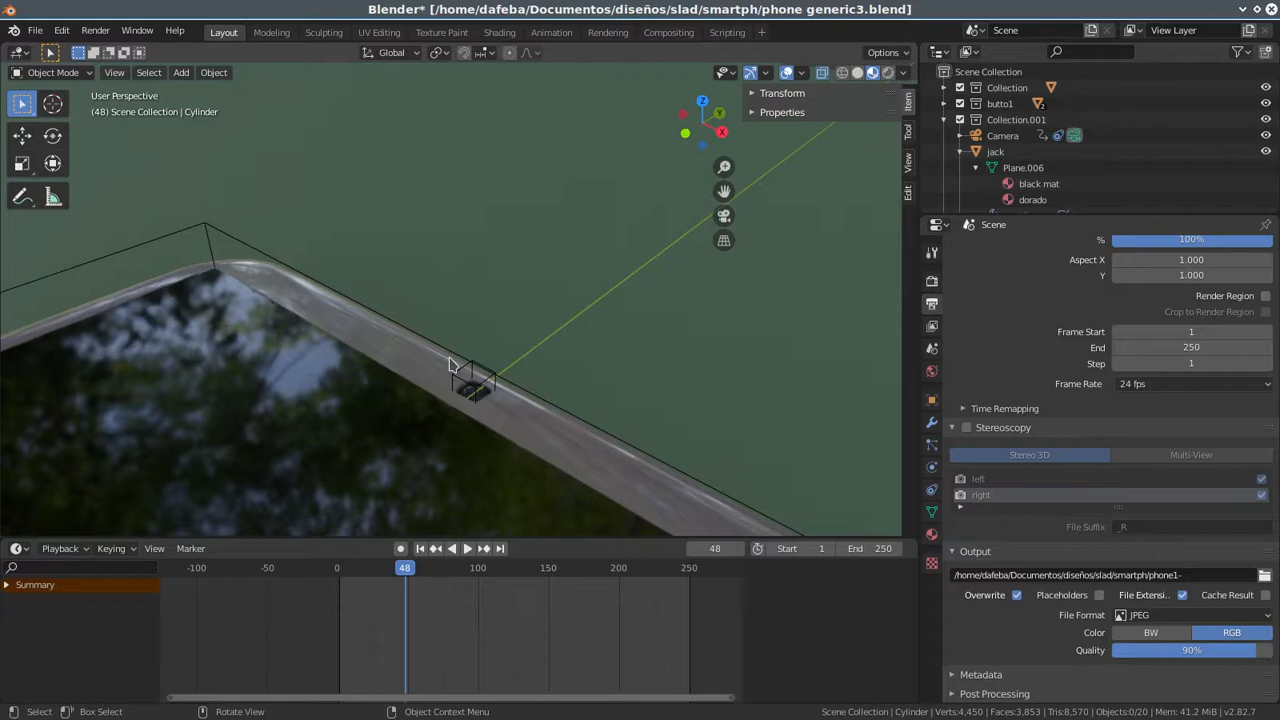 Blender* [/home/dafeba/Documentos/diseños/slad/smartph/phone generic3.blend]
File Edit Render Window Help Layout Modeling Sculpting UV Editing Texture Paint Shading Animation Rendering Compositing Scripting Scene View Layer
Global Options
Object Mode View Select Add Object
User Perspective
(48) Scene Collection | Cylinder
Z
Y
X
Transform
Properties
Item
Tool
View
Edit
Scene Collection
Collection
butto1
2
Collection.001
Camera
jack
Plane.006
black mat
dorado
Scene
% 100%
Aspect X 1.000
Y 1.000
Render Region
Crop to Render Region
Frame Start 1
End 250
Step 1
Frame Rate 24 fps
Time Remapping
Stereoscopy
Stereo 3D Multi-View
left
right
File Suffix _R
Output
/home/dafeba/Documentos/diseños/slad/smartph/phone1-
Overwrite Placeholders File Extensi.. Cache Result
File Format JPEG
Color BW RGB
Quality 90%
Metadata
Post Processing
Playback Keying View Marker 48 Start 1 End 250
-100 -50 0 48 100 150 200 250
Summary
Select Box Select Rotate View Object Context Menu Scene Collection | Cylinder | Verts:4,450 | Faces:3,853 | Tris:8,570 | Objects:0/20 | Mem: 41.2 MiB | v2.82.7